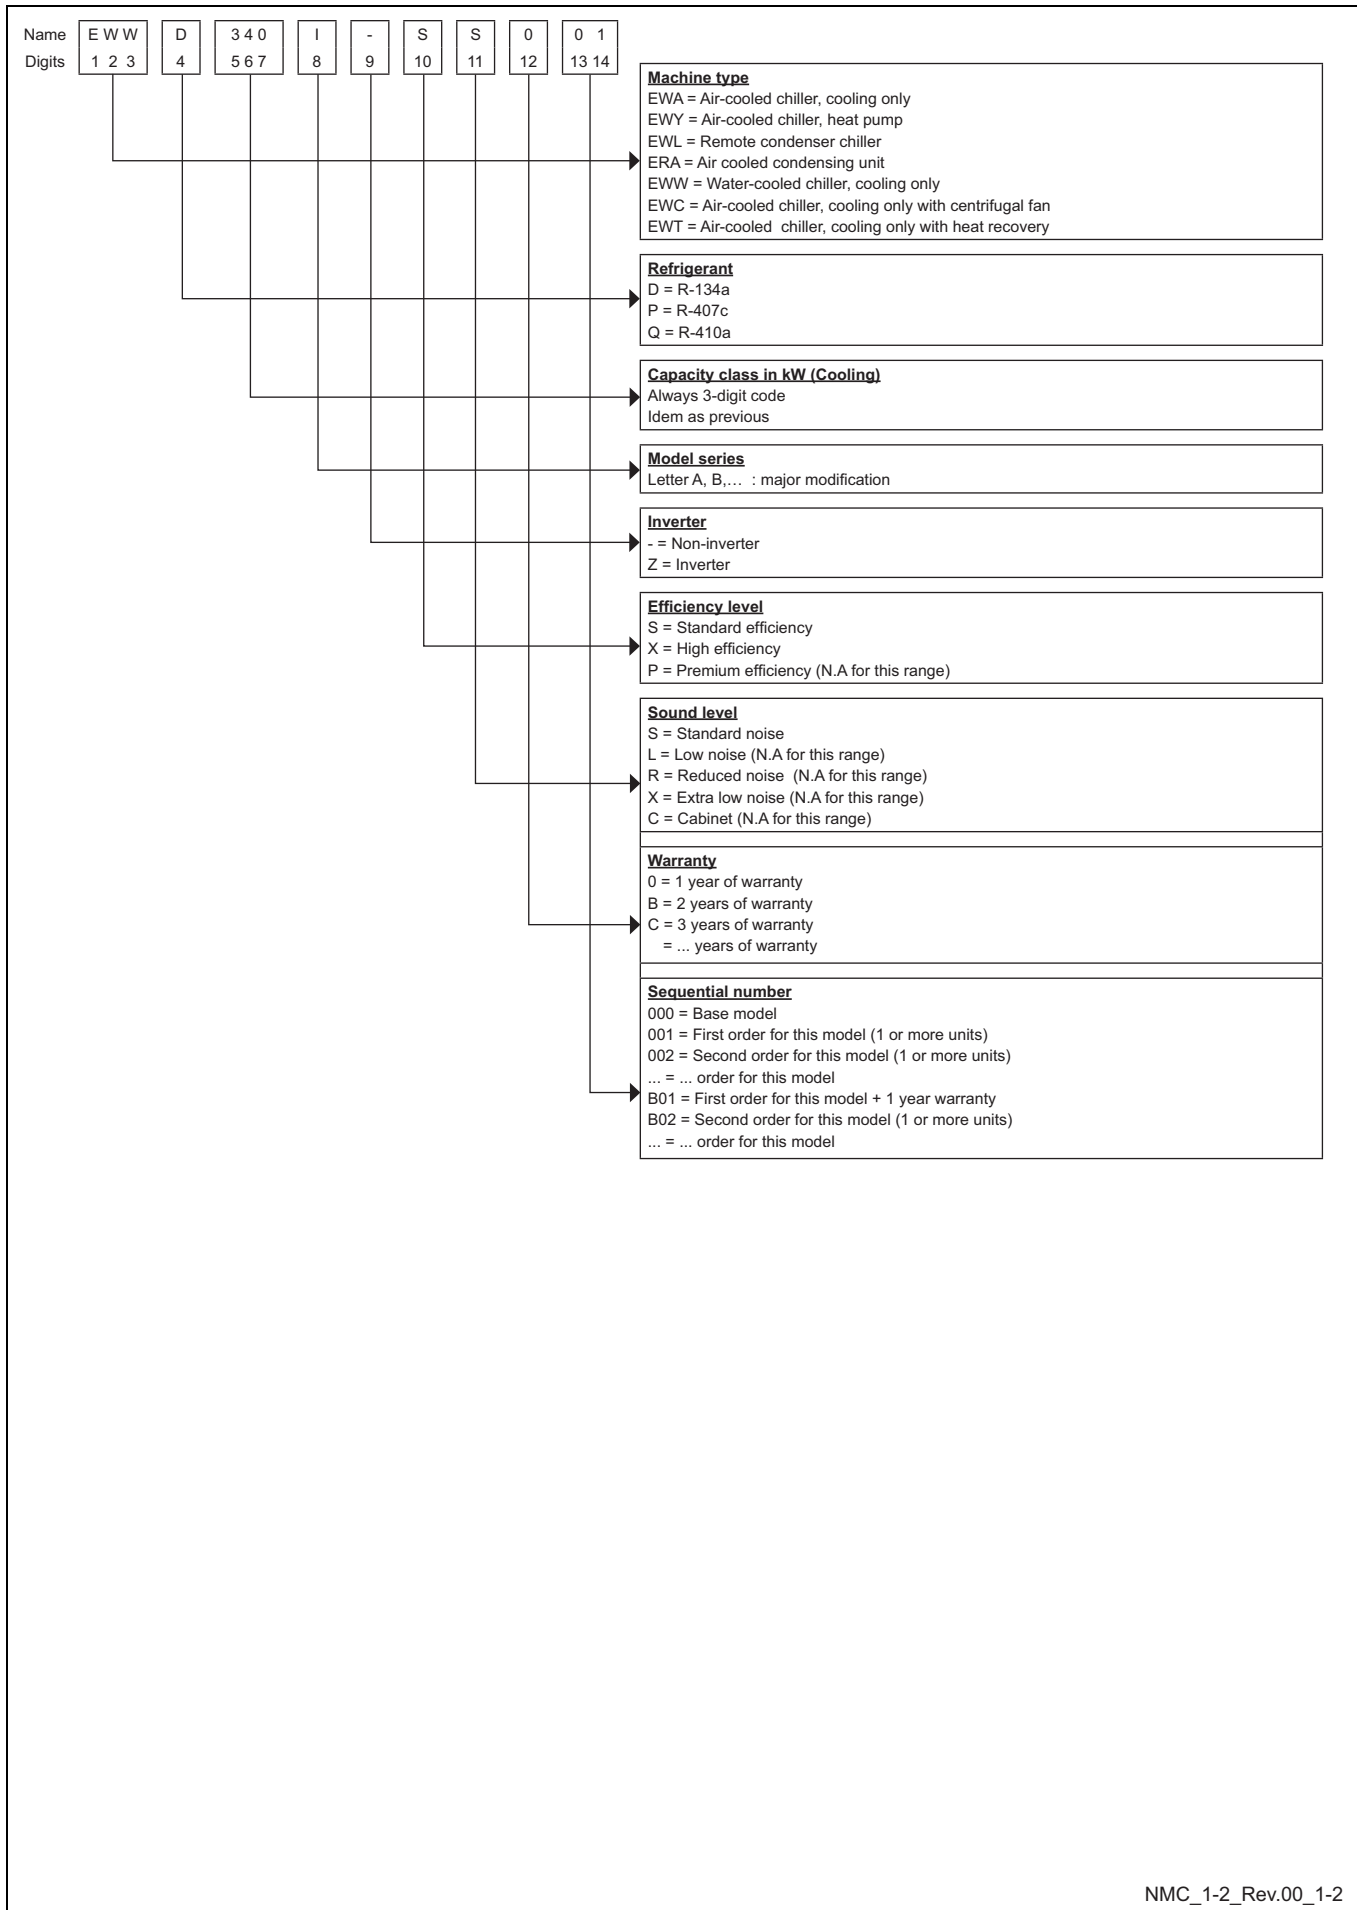 Name E W W D 3 4 0 I - S S 0 0 1
Digits 1 2 3 4 5 6 7 8 9 10 11 12 13 14
Machine type
EWA = Air-cooled chiller, cooling only
EWY = Air-cooled chiller, heat pump
EWL = Remote condenser chiller
ERA = Air cooled condensing unit
EWW = Water-cooled chiller, cooling only
EWC = Air-cooled chiller, cooling only with centrifugal fan
EWT = Air-cooled chiller, cooling only with heat recovery
Refrigerant
D = R-134a
P = R-407c
Q = R-410a
Capacity class in kW (Cooling)
Always 3-digit code
Idem as previous
Model series
Letter A, B,… : major modification
Inverter
- = Non-inverter
Z = Inverter
Efficiency level
S = Standard efficiency
X = High efficiency
P = Premium efficiency (N.A for this range)
Sound level
S = Standard noise
L = Low noise (N.A for this range)
R = Reduced noise (N.A for this range)
X = Extra low noise (N.A for this range)
C = Cabinet (N.A for this range)
Warranty
0 = 1 year of warranty
B = 2 years of warranty
C = 3 years of warranty
= ... years of warranty
Sequential number
000 = Base model
001 = First order for this model (1 or more units)
002 = Second order for this model (1 or more units)
... = ... order for this model
B01 = First order for this model + 1 year warranty
B02 = Second order for this model (1 or more units)
... = ... order for this model
NMC_1-2_Rev.00_1-2